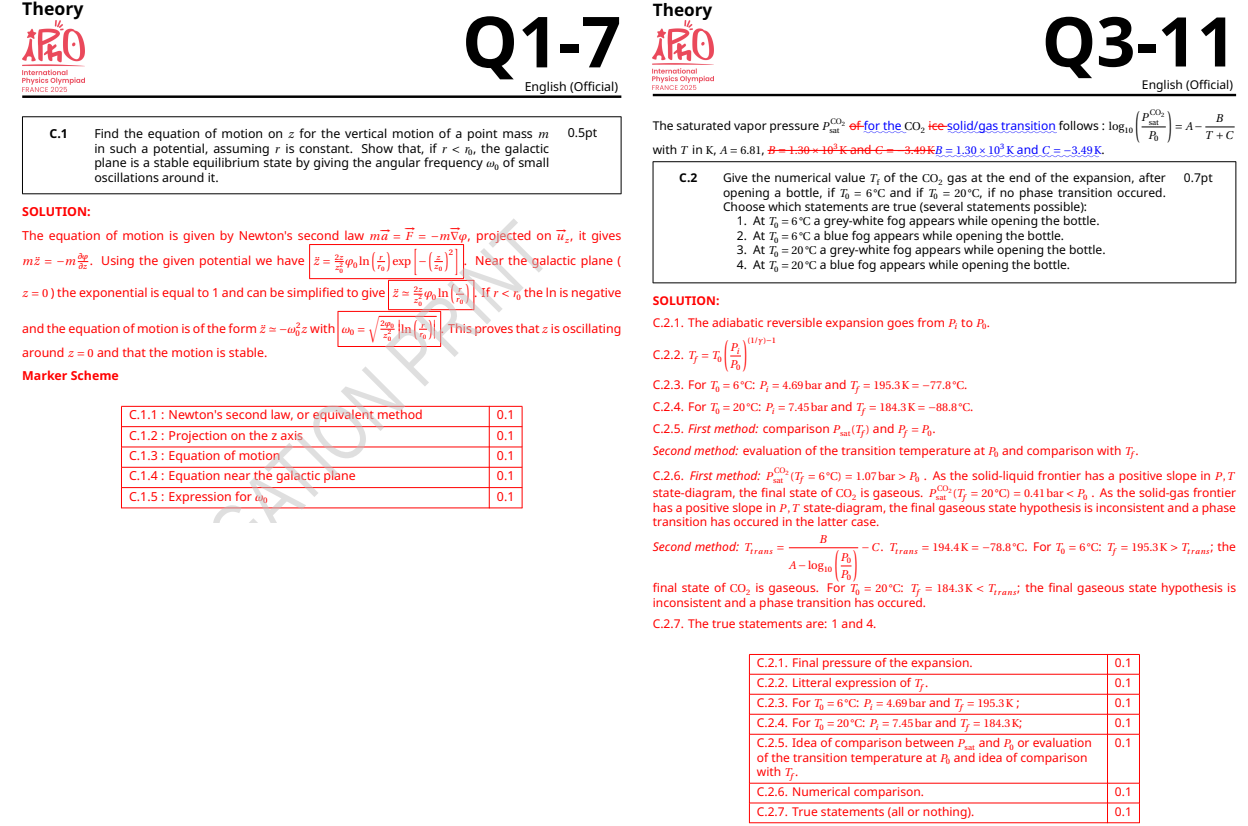 Theory
IPhO
International
Physics Olympiad
FRANCE 2025
Q1-7
English (Official)
C.1 Find the equation of motion on z for the vertical motion of a point mass m 0.5pt
in such a potential, assuming r is constant. Show that, if r < r₀, the galactic
plane is a stable equilibrium state by giving the angular frequency ω₀ of small
oscillations around it.
SOLUTION:
The equation of motion is given by Newton's second law m\vec{a} = \vec{F} = −m\vec{∇}φ, projected on \vec{u}_z, it gives
m z̈ = −m ∂φ/∂z. Using the given potential we have z̈ = (2z/z₀²) φ₀ ln(r/r₀) exp[−(z/z₀)²]. Near the galactic plane (
z = 0) the exponential is equal to 1 and can be simplified to give z̈ ≃ (2z/z₀²) φ₀ ln(r/r₀). If r < r₀ the ln is negative
and the equation of motion is of the form z̈ ≃ −ω₀²z with ω₀ = √((2φ₀/z₀²) |ln(r/r₀)|). This proves that z is oscillating
around z = 0 and that the motion is stable.
Marker Scheme
C.1.1 : Newton's second law, or equivalent method 0.1
C.1.2 : Projection on the z axis 0.1
C.1.3 : Equation of motion 0.1
C.1.4 : Equation near the galactic plane 0.1
C.1.5 : Expression for ω₀ 0.1
Theory
IPhO
International
Physics Olympiad
FRANCE 2025
Q3-11
English (Official)
The saturated vapor pressure P_sat^CO₂ of for the CO₂ ice solid/gas transition follows : log₁₀(P_sat^CO₂/P₀) = A − B/(T + C)
with T in K, A = 6.81, B = 1.30 × 10³ K and C = −3.49K B = 1.30 × 10³ K and C = −3.49K.
C.2 Give the numerical value T_f of the CO₂ gas at the end of the expansion, after 0.7pt
opening a bottle, if T₀ = 6°C and if T₀ = 20°C, if no phase transition occured.
Choose which statements are true (several statements possible):
1. At T₀ = 6°C a grey-white fog appears while opening the bottle.
2. At T₀ = 6°C a blue fog appears while opening the bottle.
3. At T₀ = 20°C a grey-white fog appears while opening the bottle.
4. At T₀ = 20°C a blue fog appears while opening the bottle.
SOLUTION:
C.2.1. The adiabatic reversible expansion goes from P_i to P₀.
C.2.2. T_f = T₀ (P_i/P₀)^((1/γ)−1)
C.2.3. For T₀ = 6°C: P_i = 4.69 bar and T_f = 195.3K = −77.8°C.
C.2.4. For T₀ = 20°C: P_i = 7.45 bar and T_f = 184.3K = −88.8°C.
C.2.5. First method: comparison P_sat(T_f) and P_f = P₀.
Second method: evaluation of the transition temperature at P₀ and comparison with T_f.
C.2.6. First method: P_sat^CO₂(T_f = 6°C) = 1.07 bar > P₀ . As the solid-liquid frontier has a positive slope in P, T
state-diagram, the final state of CO₂ is gaseous. P_sat^CO₂(T_f = 20°C) = 0.41 bar < P₀ . As the solid-gas frontier
has a positive slope in P, T state-diagram, the final gaseous state hypothesis is inconsistent and a phase
transition has occured in the latter case.
Second method: T_trans = B/(A − log₁₀(P₀/P₀)) − C. T_trans = 194.4K = −78.8°C. For T₀ = 6°C: T_f = 195.3K > T_trans; the
final state of CO₂ is gaseous. For T₀ = 20°C: T_f = 184.3K < T_trans; the final gaseous state hypothesis is
inconsistent and a phase transition has occured.
C.2.7. The true statements are: 1 and 4.
C.2.1. Final pressure of the expansion. 0.1
C.2.2. Litteral expression of T_f. 0.1
C.2.3. For T₀ = 6°C: P_i = 4.69 bar and T_f = 195.3K ; 0.1
C.2.4. For T₀ = 20°C: P_i = 7.45 bar and T_f = 184.3K; 0.1
C.2.5. Idea of comparison between P_sat and P₀ or evaluation 0.1
of the transition temperature at P₀ and idea of comparison
with T_f.
C.2.6. Numerical comparison. 0.1
C.2.7. True statements (all or nothing). 0.1